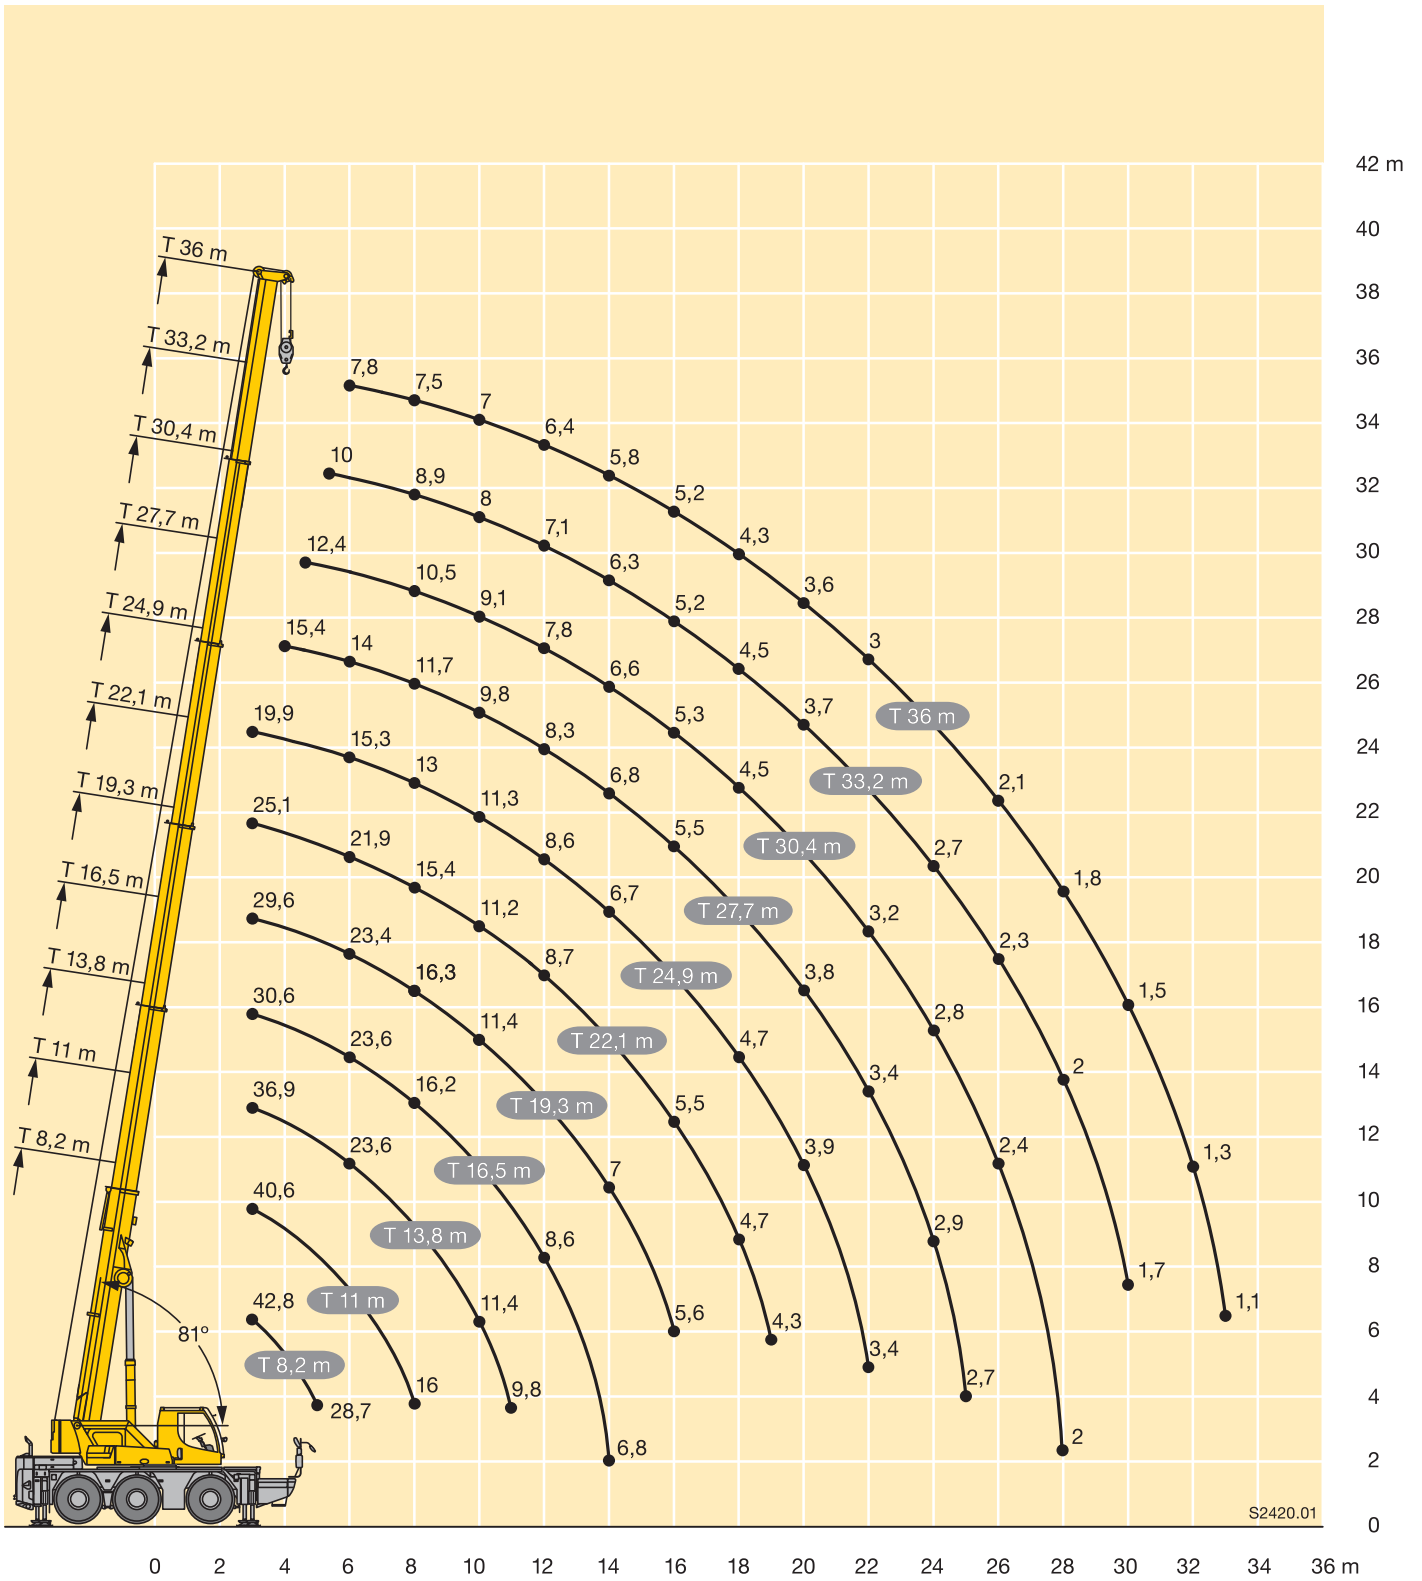 42 m
40
38
36
34
32
30
28
26
24
22
20
18
16
14
12
10
8
6
4
2
0
T 36 m
T 33,2 m
T 30,4 m
T 27,7 m
T 24,9 m
T 22,1 m
T 19,3 m
T 16,5 m
T 13,8 m
T 11 m
T 8,2 m
81°
7,8 7,5 7 6,4 5,8 5,2 4,3 3,6 3 T 36 m 2,1 1,8 1,5 1,3 1,1
10 8,9 8 7,1 6,3 5,2 4,5 3,7 T 33,2 m 2,7 2,3 2 1,7
12,4 10,5 9,1 7,8 6,6 5,3 4,5 T 30,4 m 3,2 2,8 2,4 2
15,4 14 11,7 9,8 8,3 6,8 5,5 T 27,7 m 3,8 3,4 2,9 2,7
19,9 15,3 13 11,3 8,6 6,7 T 24,9 m 4,7 3,9 3,4
25,1 21,9 15,4 11,2 8,7 T 22,1 m 5,5 4,7 4,3
29,6 23,4 16,3 11,4 T 19,3 m 7 5,6
30,6 23,6 16,2 T 16,5 m 8,6 6,8
36,9 23,6 T 13,8 m 11,4 9,8
40,6 T 11 m 16
42,8 T 8,2 m 28,7
S2420.01
0 2 4 6 8 10 12 14 16 18 20 22 24 26 28 30 32 34 36 m